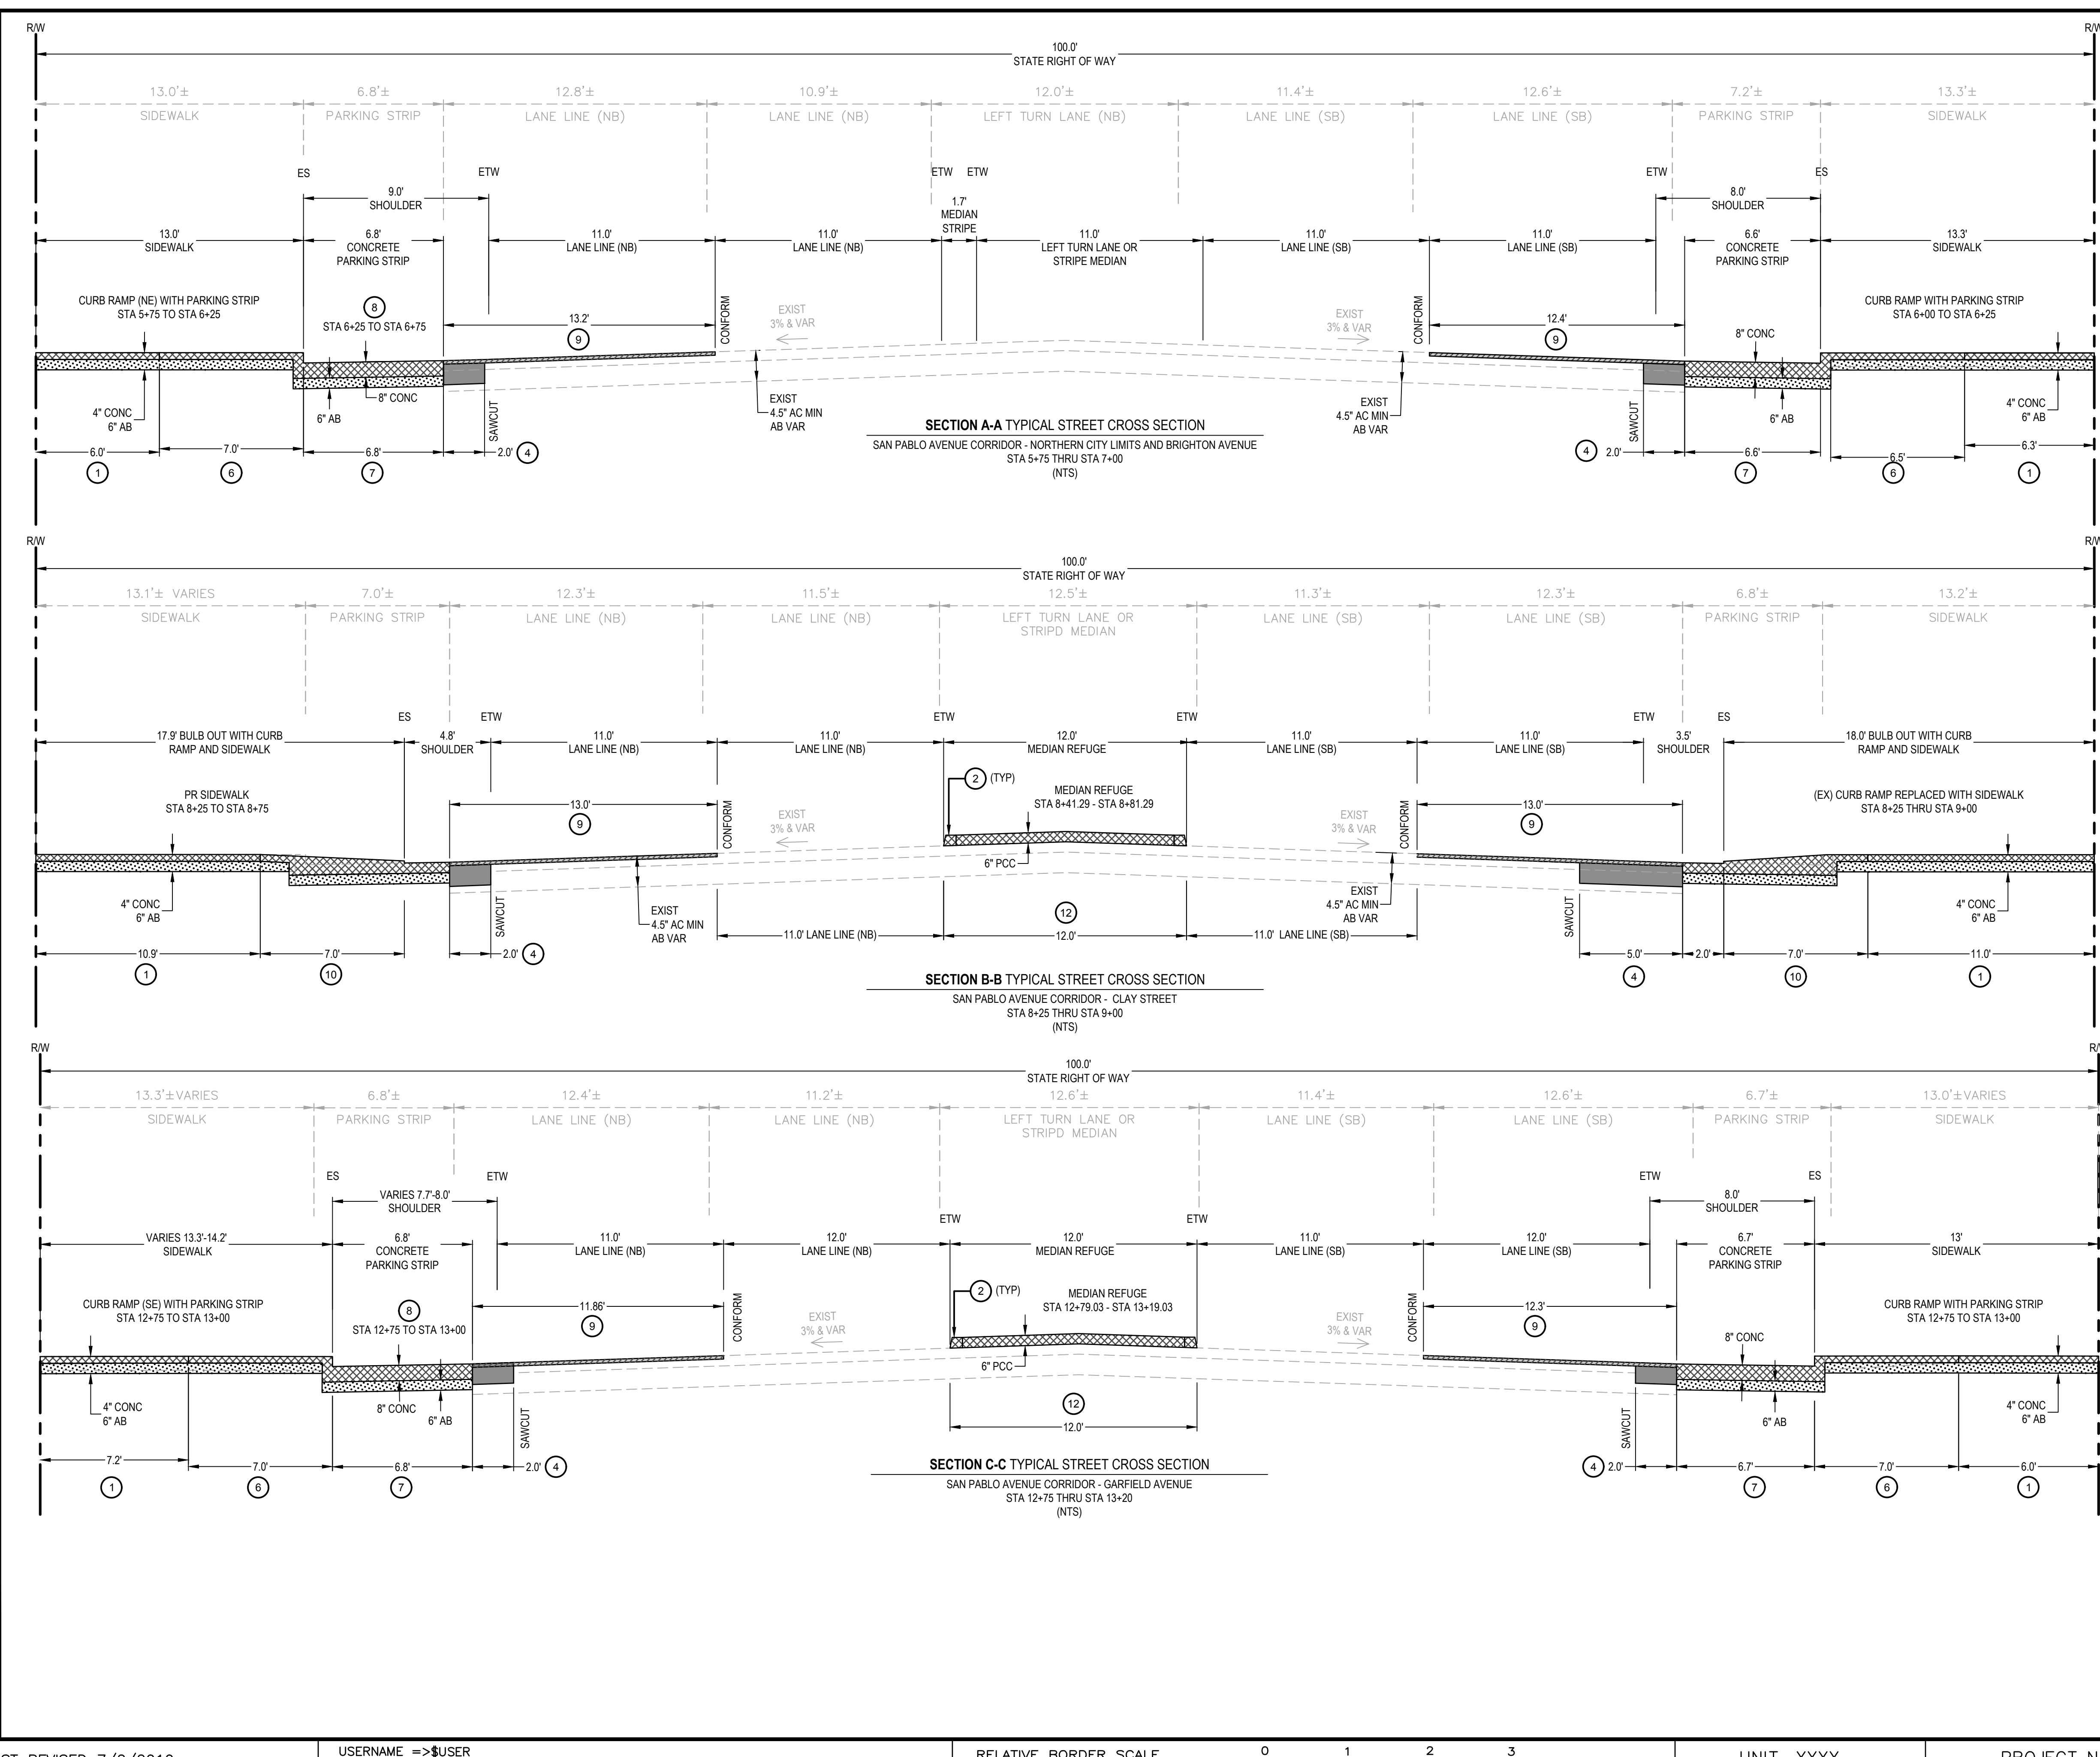 R/W
R/W
100.0'
STATE RIGHT OF WAY
13.0'± 6.8'± 12.8'± 10.9'± 12.0'± 11.4'± 12.6'± 7.2'± 13.3'±
SIDEWALK PARKING STRIP LANE LINE (NB) LANE LINE (NB) LEFT TURN LANE (NB) LANE LINE (SB) LANE LINE (SB) PARKING STRIP SIDEWALK
ES ETW ETW ETW ETW ES
9.0'
SHOULDER
1.7'
MEDIAN
STRIPE
8.0'
SHOULDER
13.0'
SIDEWALK
6.8'
CONCRETE
PARKING STRIP
11.0'
LANE LINE (NB)
11.0'
LANE LINE (NB)
11.0'
LEFT TURN LANE OR
STRIPE MEDIAN
11.0'
LANE LINE (SB)
11.0'
LANE LINE (SB)
6.6'
CONCRETE
PARKING STRIP
13.3'
SIDEWALK
CURB RAMP (NE) WITH PARKING STRIP
STA 5+75 TO STA 6+25
8
STA 6+25 TO STA 6+75
13.2'
9
CONFORM
EXIST
3% & VAR
EXIST
3% & VAR
CONFORM
12.4'
9
8" CONC
CURB RAMP WITH PARKING STRIP
STA 6+00 TO STA 6+25
4" CONC
6" AB
6" AB
8" CONC
SAWCUT
EXIST
4.5" AC MIN
AB VAR
EXIST
4.5" AC MIN
AB VAR
SAWCUT
6" AB
4" CONC
6" AB
6.0' 7.0' 6.8' 2.0' 4
1 6 7
4 2.0' 6.6' 6.5' 6.3'
7 6 1
SECTION A-A TYPICAL STREET CROSS SECTION
SAN PABLO AVENUE CORRIDOR - NORTHERN CITY LIMITS AND BRIGHTON AVENUE
STA 5+75 THRU STA 7+00
(NTS)
R/W
R/W
100.0'
STATE RIGHT OF WAY
13.1'± VARIES 7.0'± 12.3'± 11.5'± 12.5'± 11.3'± 12.3'± 6.8'± 13.2'±
SIDEWALK PARKING STRIP LANE LINE (NB) LANE LINE (NB) LEFT TURN LANE OR LANE LINE (SB) LANE LINE (SB) PARKING STRIP SIDEWALK
STRIPD MEDIAN
ES ETW ETW ETW ETW ES
17.9' BULB OUT WITH CURB
RAMP AND SIDEWALK
4.8'
SHOULDER
11.0'
LANE LINE (NB)
11.0'
LANE LINE (NB)
12.0'
MEDIAN REFUGE
11.0'
LANE LINE (SB)
11.0'
LANE LINE (SB)
3.5'
SHOULDER
18.0' BULB OUT WITH CURB
RAMP AND SIDEWALK
PR SIDEWALK
STA 8+25 TO STA 8+75
13.0'
9
CONFORM
EXIST
3% & VAR
2 (TYP)
MEDIAN REFUGE
STA 8+41.29 - STA 8+81.29
6" PCC
EXIST
3% & VAR
CONFORM
13.0'
9
(EX) CURB RAMP REPLACED WITH SIDEWALK
STA 8+25 THRU STA 9+00
4" CONC
6" AB
SAWCUT
EXIST
4.5" AC MIN
AB VAR
12
EXIST
4.5" AC MIN
AB VAR
SAWCUT
4" CONC
6" AB
11.0' LANE LINE (NB) 12.0' 11.0' LANE LINE (SB)
10.9' 7.0' 2.0' 4
1 10
5.0' 2.0' 7.0' 11.0'
4 10 1
SECTION B-B TYPICAL STREET CROSS SECTION
SAN PABLO AVENUE CORRIDOR - CLAY STREET
STA 8+25 THRU STA 9+00
(NTS)
R/W
100.0'
STATE RIGHT OF WAY
13.3'±VARIES 6.8'± 12.4'± 11.2'± 12.6'± 11.4'± 12.6'± 6.7'± 13.0'±VARIES
SIDEWALK PARKING STRIP LANE LINE (NB) LANE LINE (NB) LEFT TURN LANE OR LANE LINE (SB) LANE LINE (SB) PARKING STRIP SIDEWALK
STRIPD MEDIAN
ES ETW ETW ETW ETW ES
VARIES 7.7'-8.0'
SHOULDER
8.0'
SHOULDER
VARIES 13.3'-14.2'
SIDEWALK
6.8'
CONCRETE
PARKING STRIP
11.0'
LANE LINE (NB)
12.0'
LANE LINE (NB)
12.0'
MEDIAN REFUGE
11.0'
LANE LINE (SB)
12.0'
LANE LINE (SB)
6.7'
CONCRETE
PARKING STRIP
13'
SIDEWALK
CURB RAMP (SE) WITH PARKING STRIP
STA 12+75 TO STA 13+00
8
STA 12+75 TO STA 13+00
11.86'
9
CONFORM
EXIST
3% & VAR
2 (TYP)
MEDIAN REFUGE
STA 12+79.03 - STA 13+19.03
6" PCC
EXIST
3% & VAR
CONFORM
12.3'
9
8" CONC
CURB RAMP WITH PARKING STRIP
STA 12+75 TO STA 13+00
4" CONC
6" AB
8" CONC
6" AB
SAWCUT
12
12.0'
SAWCUT
6" AB
4" CONC
6" AB
7.2' 7.0' 6.8' 2.0' 4
1 6 7
4 2.0' 6.7' 7.0' 6.0'
7 6 1
SECTION C-C TYPICAL STREET CROSS SECTION
SAN PABLO AVENUE CORRIDOR - GARFIELD AVENUE
STA 12+75 THRU STA 13+20
(NTS)
USERNAME =>$USER
RELATIVE BORDER SCALE 0 1 2 3
UNIT XXXX